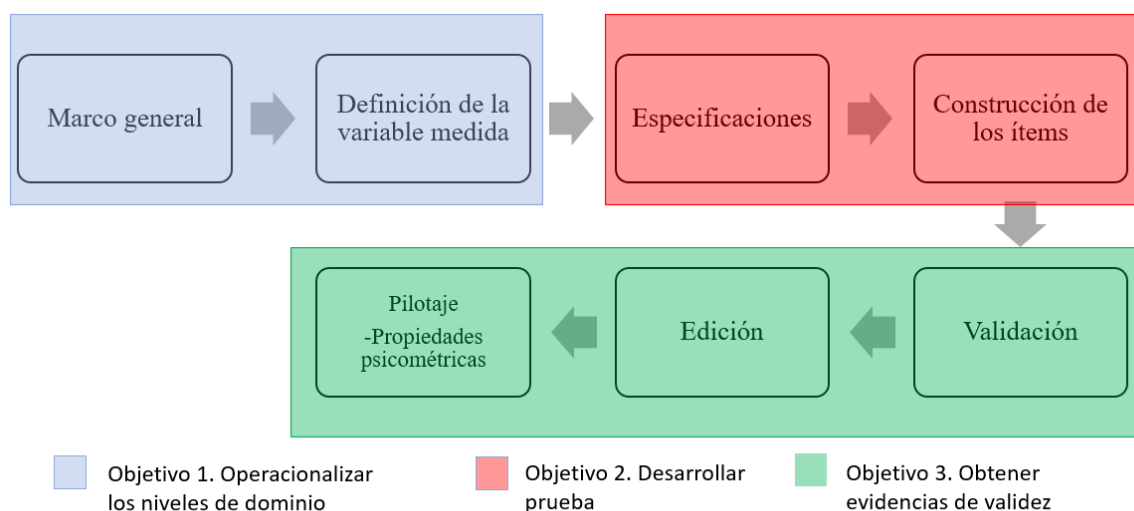 Marco general
Definición de la
variable medida
Especificaciones
Construcción de
los ítems
Pilotaje
-Propiedades
psicométricas
Edición
Validación
Objetivo 1. Operacionalizar
los niveles de dominio
Objetivo 2. Desarrollar
prueba
Objetivo 3. Obtener
evidencias de validez